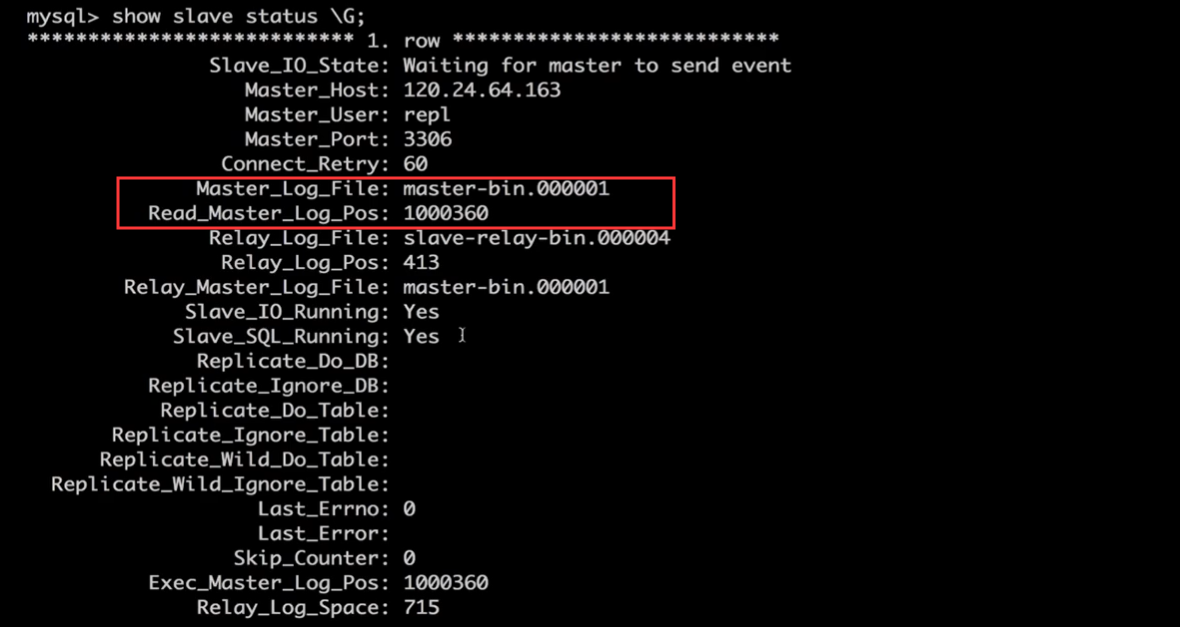 mysql> show slave status \G;
*************************** 1. row ***************************
Slave_IO_State: Waiting for master to send event
Master_Host: 120.24.64.163
Master_User: repl
Master_Port: 3306
Connect_Retry: 60
Master_Log_File: master-bin.000001
Read_Master_Log_Pos: 1000360
Relay_Log_File: slave-relay-bin.000004
Relay_Log_Pos: 413
Relay_Master_Log_File: master-bin.000001
Slave_IO_Running: Yes
Slave_SQL_Running: Yes
Replicate_Do_DB:
Replicate_Ignore_DB:
Replicate_Do_Table:
Replicate_Ignore_Table:
Replicate_Wild_Do_Table:
Replicate_Wild_Ignore_Table:
Last_Errno: 0
Last_Error:
Skip_Counter: 0
Exec_Master_Log_Pos: 1000360
Relay_Log_Space: 715